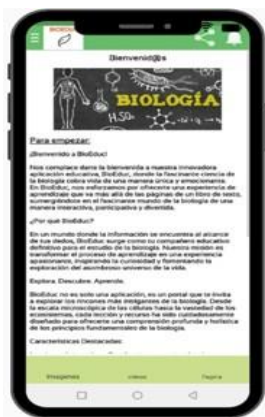 BIOEDUC
Bienvenid@s
BIOLOGÍA
H₂SO₄
Para empezar:
¡Bienvenido a BioEduc!
Nos complace darte la bienvenida a nuestra innovadora
aplicación educativa, BioEduc, donde la fascinante ciencia de
la biología cobra vida de una manera única y emocionante.
En BioEduc, nos esforzamos por ofrecerte una experiencia de
aprendizaje que va más allá de las páginas de un libro de texto,
sumergiéndote en el fascinante mundo de la biología de una
manera interactiva, participativa y divertida.
¿Por qué BioEduc?
En un mundo donde la información se encuentra al alcance
de tus dedos, BioEduc surge como tu compañero educativo
definitivo para el estudio de la biología. Nuestra misión es
transformar el proceso de aprendizaje en una experiencia
apasionante, inspirando la curiosidad y fomentando la
exploración del asombroso universo de la vida.
Explora. Descubre. Aprende.
BioEduc no es solo una aplicación, es un portal que te invita
a explorar los rincones más intrigantes de la biología. Desde
la escala microscópica de las células hasta la vastedad de los
ecosistemas, cada lección y recurso ha sido cuidadosamente
diseñado para ofrecerte una comprensión profunda y holística
de los principios fundamentales de la biología.
Características Destacadas:
Imágenes
videos
Pagina